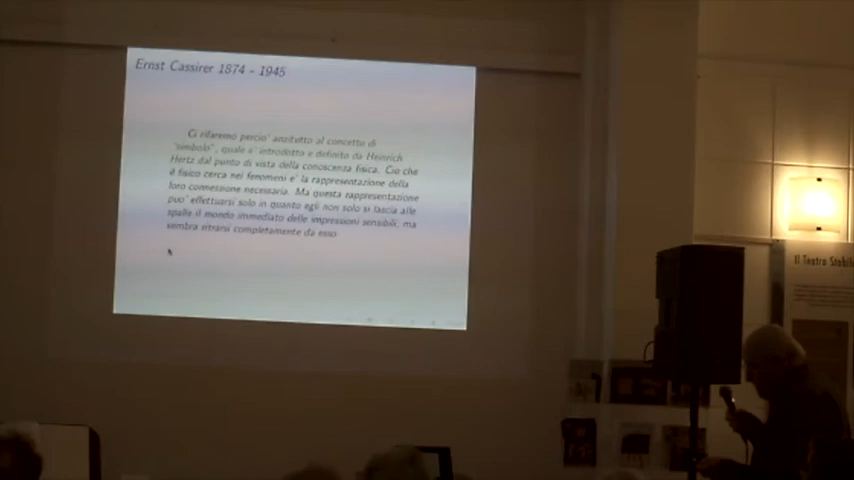 Ernst Cassirer 1874 - 1945
Ci rifaremo percio' anzitutto al concetto di
"simbolo", quale e' introdotto e definito da Heinrich
Hertz dal punto di vista della conoscenza fisica. Cio che
è fisico cerca nei fenomeni e' la rappresentazione della
loro connessione necessaria. Ma questa rappresentazione
puo' effettuarsi solo in quanto egli non solo si lascia alle
spalle il mondo immediato delle impressioni sensibili, ma
sembra ritrarsi completamente da esso
Il Teatro Stabil